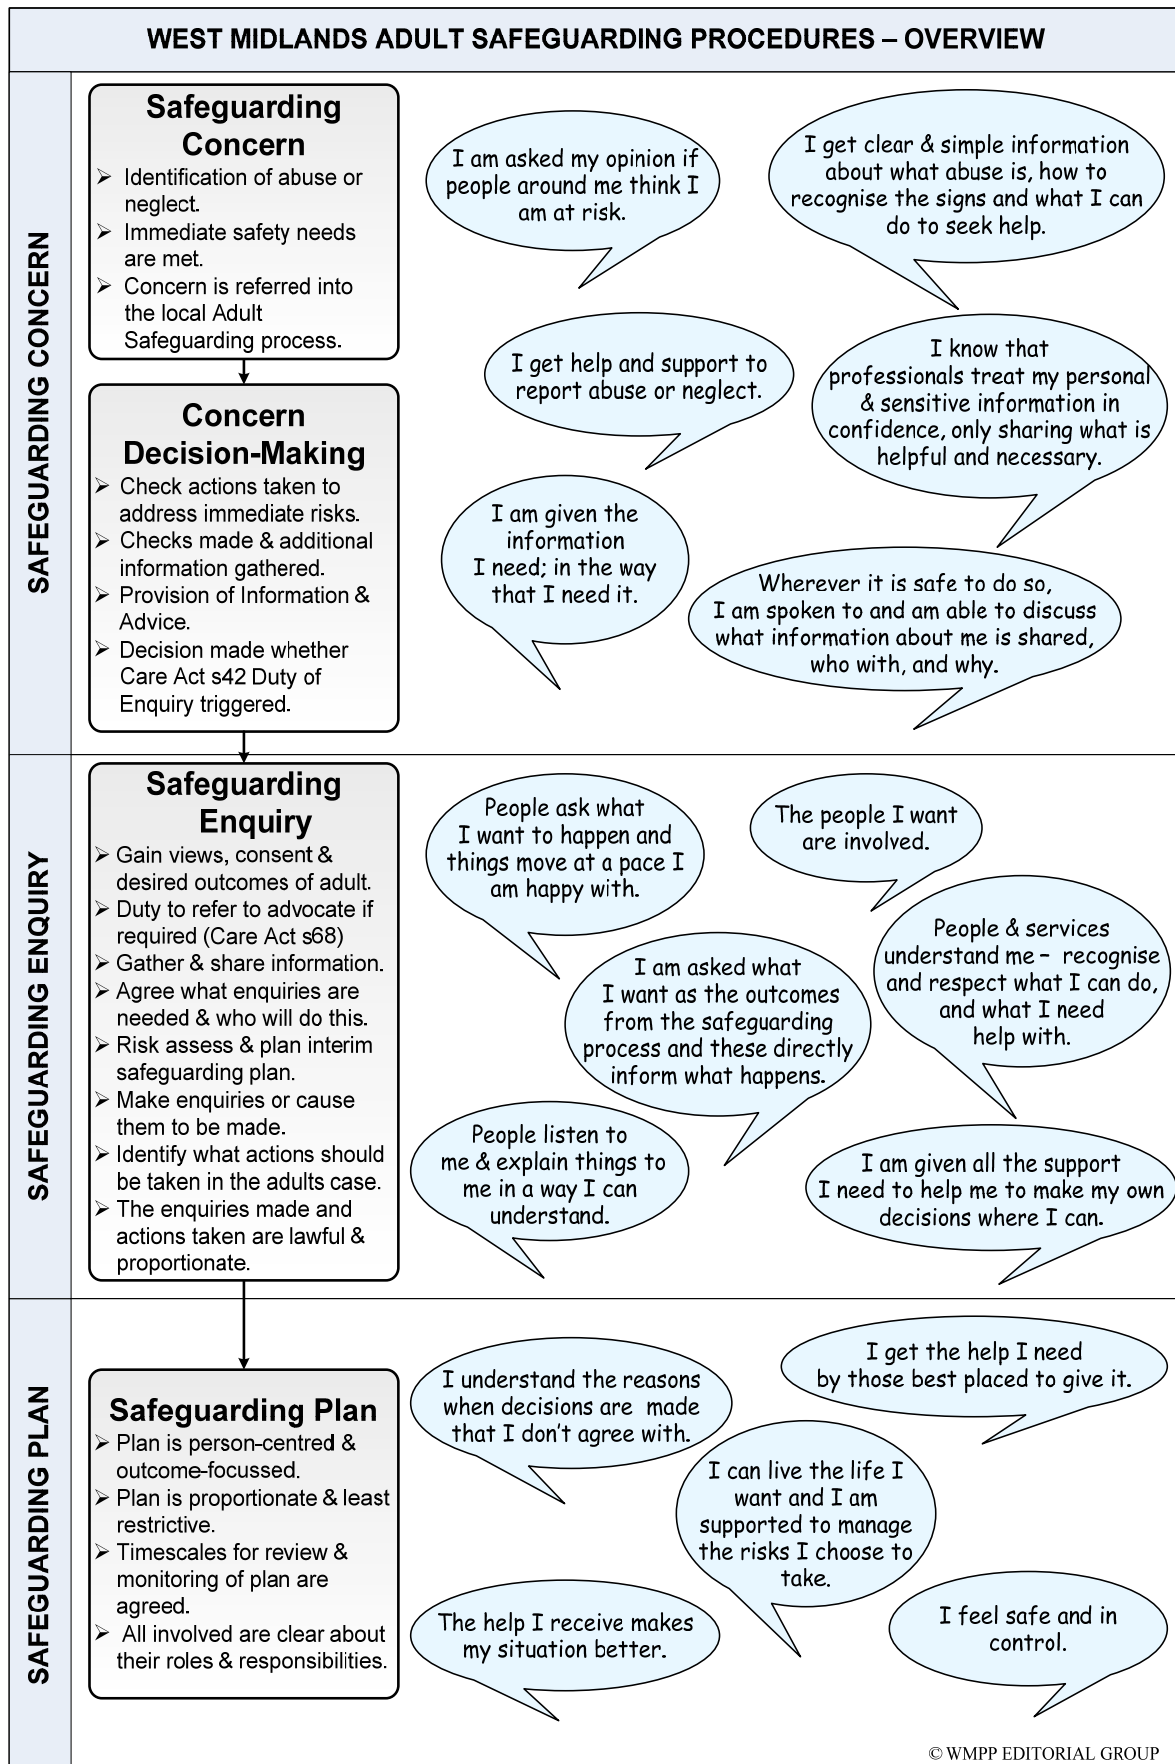 WEST MIDLANDS ADULT SAFEGUARDING PROCEDURES – OVERVIEW
SAFEGUARDING CONCERN
Safeguarding
Concern
➢ Identification of abuse or
neglect.
➢ Immediate safety needs
are met.
➢ Concern is referred into
the local Adult
Safeguarding process.
Concern
Decision-Making
➢ Check actions taken to
address immediate risks.
➢ Checks made & additional
information gathered.
➢ Provision of Information &
Advice.
➢ Decision made whether
Care Act s42 Duty of
Enquiry triggered.
I am asked my opinion if
people around me think I
am at risk.
I get clear & simple information
about what abuse is, how to
recognise the signs and what I can
do to seek help.
I get help and support to
report abuse or neglect.
I know that
professionals treat my personal
& sensitive information in
confidence, only sharing what is
helpful and necessary.
I am given the
information
I need; in the way
that I need it.
Wherever it is safe to do so,
I am spoken to and am able to discuss
what information about me is shared,
who with, and why.
SAFEGUARDING ENQUIRY
Safeguarding
Enquiry
➢ Gain views, consent &
desired outcomes of adult.
➢ Duty to refer to advocate if
required (Care Act s68)
➢ Gather & share information.
➢ Agree what enquiries are
needed & who will do this.
➢ Risk assess & plan interim
safeguarding plan.
➢ Make enquiries or cause
them to be made.
➢ Identify what actions should
be taken in the adults case.
➢ The enquiries made and
actions taken are lawful &
proportionate.
People ask what
I want to happen and
things move at a pace I
am happy with.
The people I want
are involved.
People & services
understand me – recognise
and respect what I can do,
and what I need
help with.
I am asked what
I want as the outcomes
from the safeguarding
process and these directly
inform what happens.
People listen to
me & explain things to
me in a way I can
understand.
I am given all the support
I need to help me to make my own
decisions where I can.
SAFEGUARDING PLAN
Safeguarding Plan
➢ Plan is person-centred &
outcome-focussed.
➢ Plan is proportionate & least
restrictive.
➢ Timescales for review &
monitoring of plan are
agreed.
➢ All involved are clear about
their roles & responsibilities.
I understand the reasons
when decisions are made
that I don't agree with.
I get the help I need
by those best placed to give it.
I can live the life I
want and I am
supported to manage
the risks I choose to
take.
The help I receive makes
my situation better.
I feel safe and in
control.
© WMPP EDITORIAL GROUP